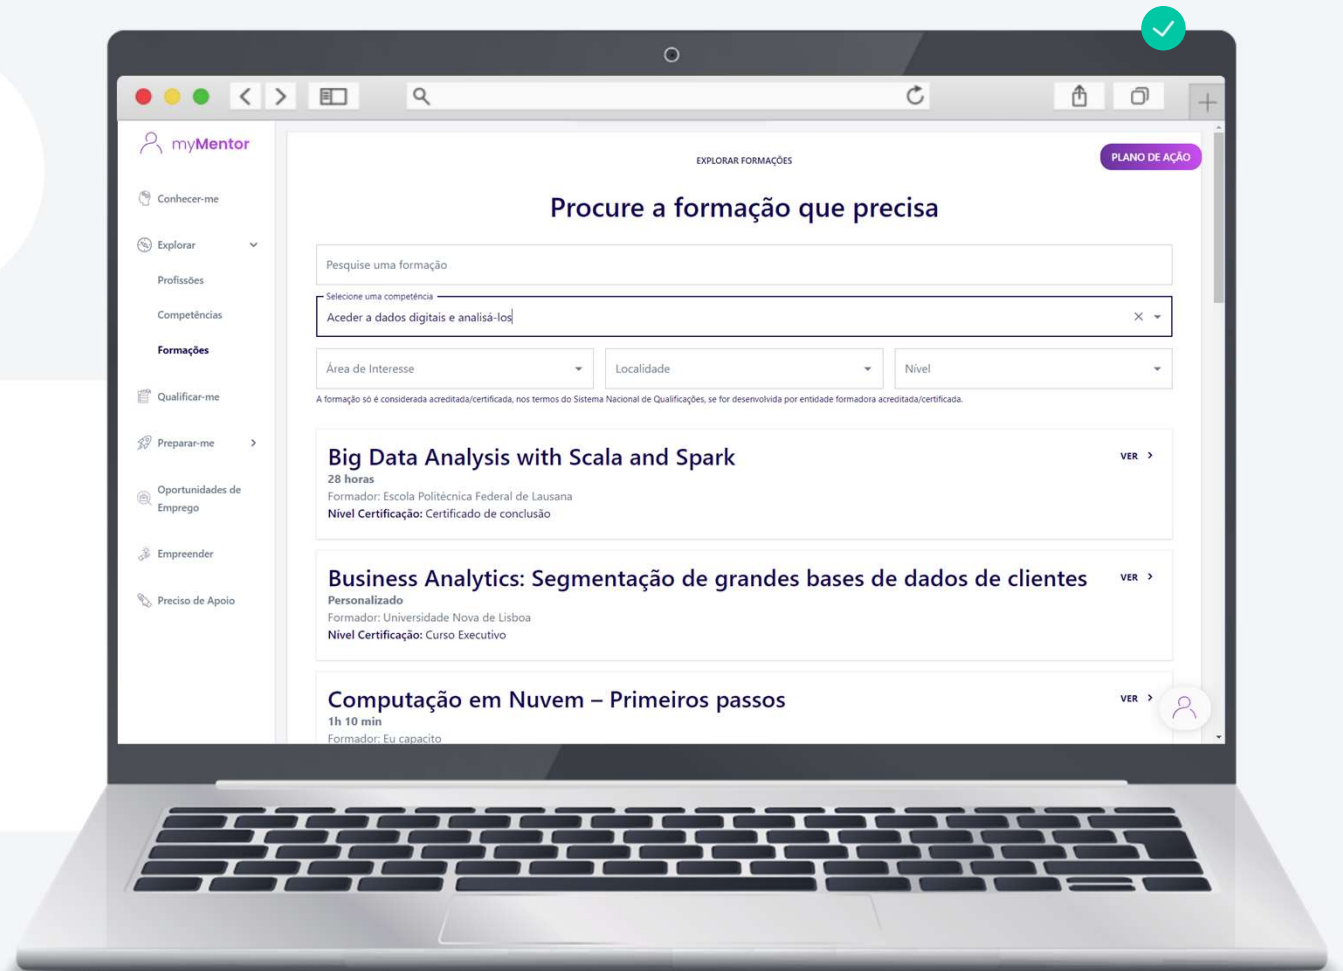 myMentor
Conhecer-me
Explorar
Profissões
Competências
Formações
Qualificar-me
Preparar-me
Oportunidades de
Emprego
Empreender
Preciso de Apoio
EXPLORAR FORMAÇÕES
PLANO DE AÇÃO
Procure a formação que precisa
Pesquise uma formação
Selecione uma competência
Aceder a dados digitais e analisá-los
Área de Interesse
Localidade
Nível
A formação só é considerada acreditada/certificada, nos termos do Sistema Nacional de Qualificações, se for desenvolvida por entidade formadora acreditada/certificada.
Big Data Analysis with Scala and Spark
VER
28 horas
Formador: Escola Politécnica Federal de Lausana
Nível Certificação: Certificado de conclusão
Business Analytics: Segmentação de grandes bases de dados de clientes
VER
Personalizado
Formador: Universidade Nova de Lisboa
Nível Certificação: Curso Executivo
Computação em Nuvem – Primeiros passos
VER
1h 10 min
Formador: Eu capacito